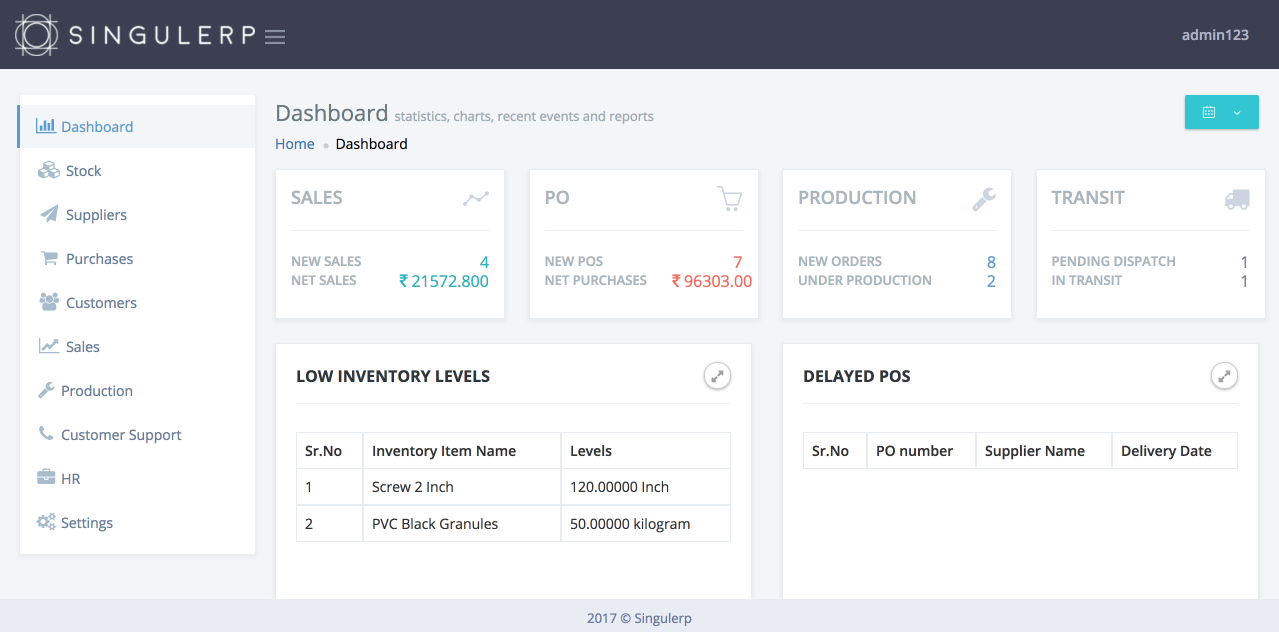 SINGULERP
admin123
Dashboard
Stock
Suppliers
Purchases
Customers
Sales
Production
Customer Support
HR
Settings
Dashboard statistics, charts, recent events and reports
Home Dashboard
SALES
NEW SALES 4
NET SALES ₹ 21572.800
PO
NEW POS 7
NET PURCHASES ₹ 96303.00
PRODUCTION
NEW ORDERS 8
UNDER PRODUCTION 2
TRANSIT
PENDING DISPATCH 1
IN TRANSIT 1
LOW INVENTORY LEVELS
Sr.No Inventory Item Name Levels
1 Screw 2 Inch 120.00000 Inch
2 PVC Black Granules 50.00000 kilogram
DELAYED POS
Sr.No PO number Supplier Name Delivery Date
2017 © Singulerp